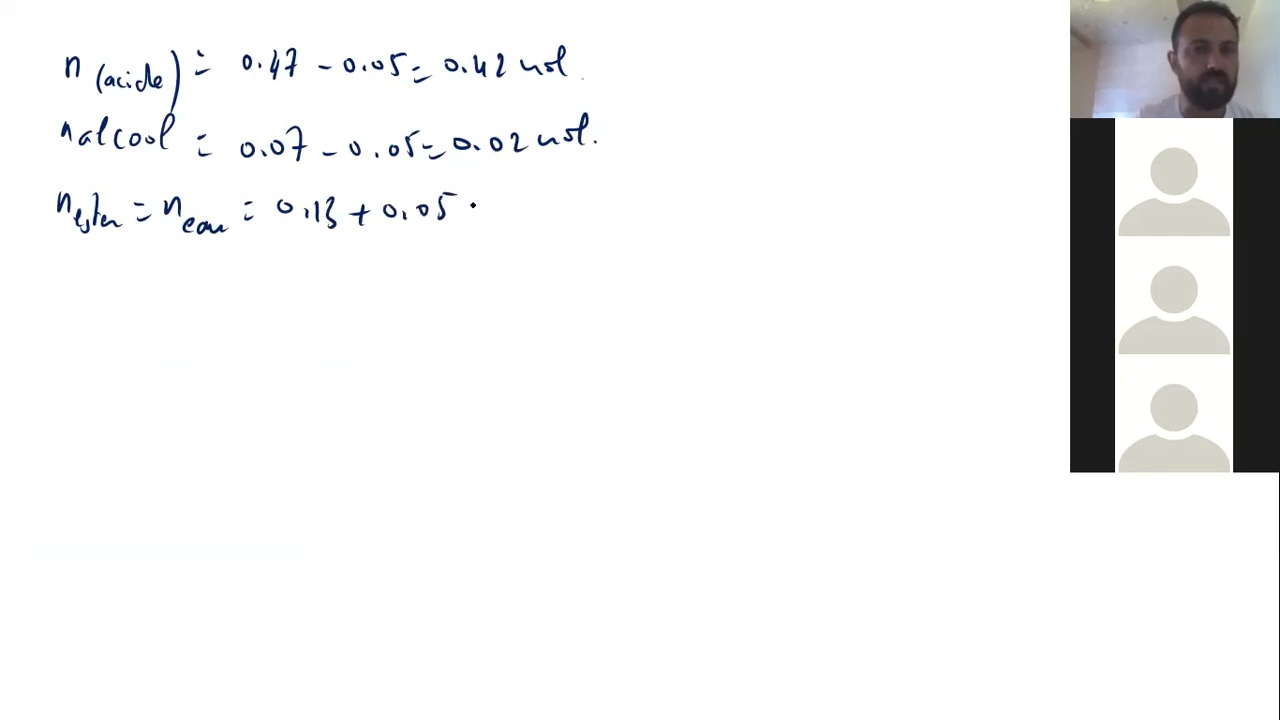 n (acide) = 0.47 - 0.05 = 0.42 mol.
n alcool = 0.07 - 0.05 = 0.02 mol.
n ester = n eau = 0.13 + 0.05